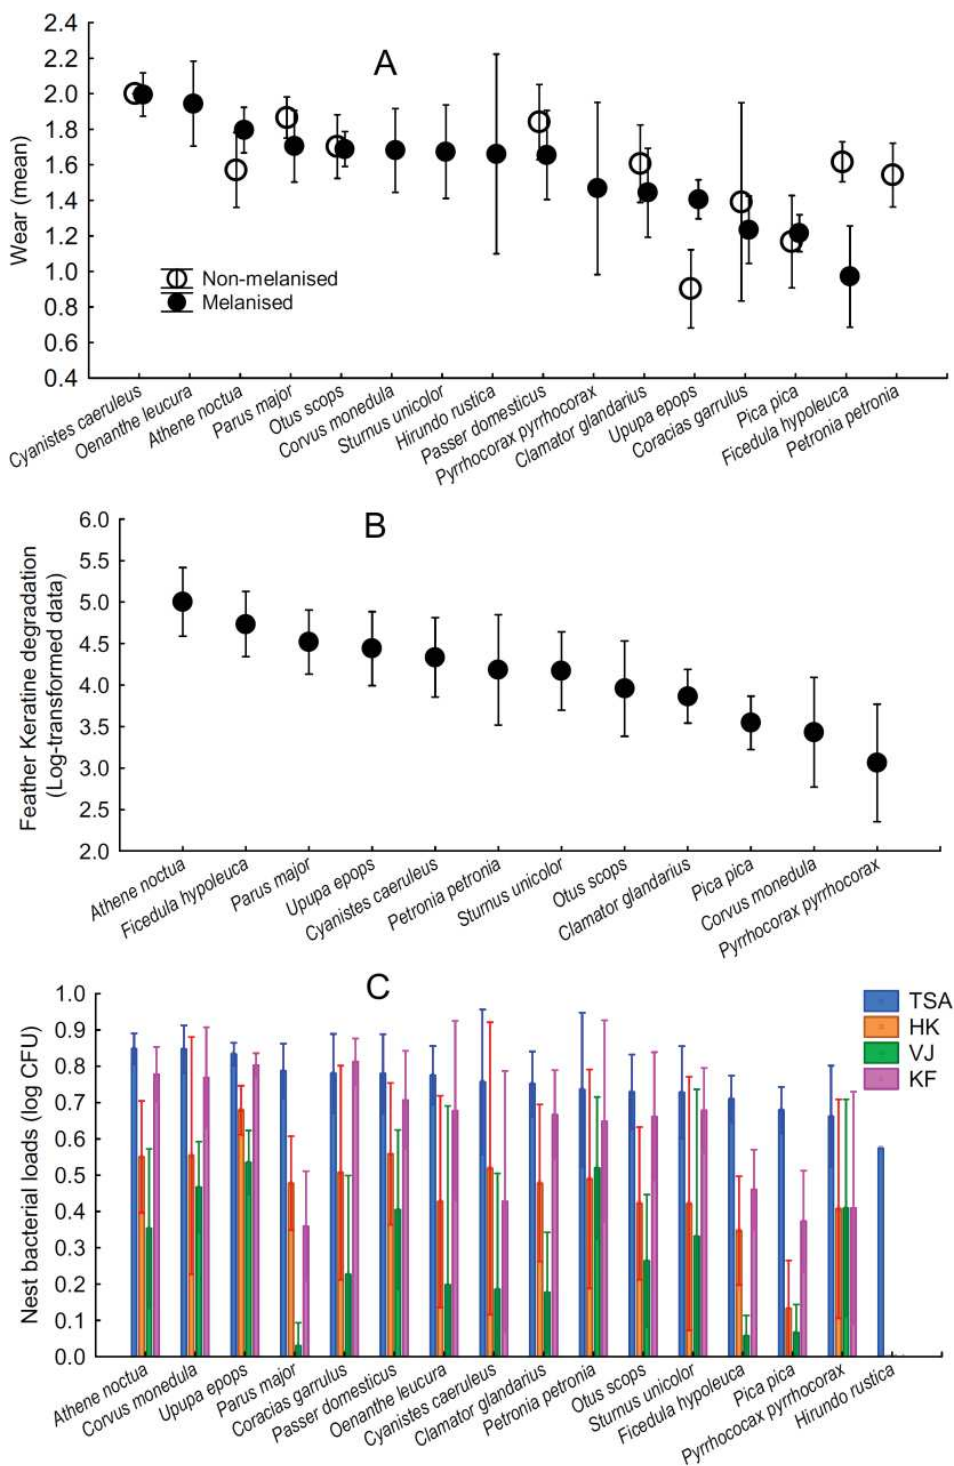 A
Wear (mean)
2.4
2.2
2.0
1.8
1.6
1.4
1.2
1.0
0.8
0.6
0.4
Non-melanised
Melanised
Cyanistes caeruleus
Oenanthe leucura
Athene noctua
Parus major
Otus scops
Corvus monedula
Sturnus unicolor
Hirundo rustica
Passer domesticus
Pyrrhocorax pyrrhocorax
Clamator glandarius
Upupa epops
Coracias garrulus
Pica pica
Ficedula hypoleuca
Petronia petronia
B
Feather Keratine degradation
(Log-transformed data)
6.0
5.5
5.0
4.5
4.0
3.5
3.0
2.5
2.0
Athene noctua
Ficedula hypoleuca
Parus major
Upupa epops
Cyanistes caeruleus
Petronia petronia
Sturnus unicolor
Otus scops
Clamator glandarius
Pica pica
Corvus monedula
Pyrrhocorax pyrrhocorax
C
Nest bacterial loads (log CFU)
1.0
0.9
0.8
0.7
0.6
0.5
0.4
0.3
0.2
0.1
0.0
TSA
HK
VJ
KF
Athene noctua
Corvus monedula
Upupa epops
Parus major
Coracias garrulus
Passer domesticus
Oenanthe leucura
Cyanistes caeruleus
Clamator glandarius
Petronia petronia
Otus scops
Sturnus unicolor
Ficedula hypoleuca
Pica pica
Pyrrhococax pyrrhocorax
Hirundo rustica